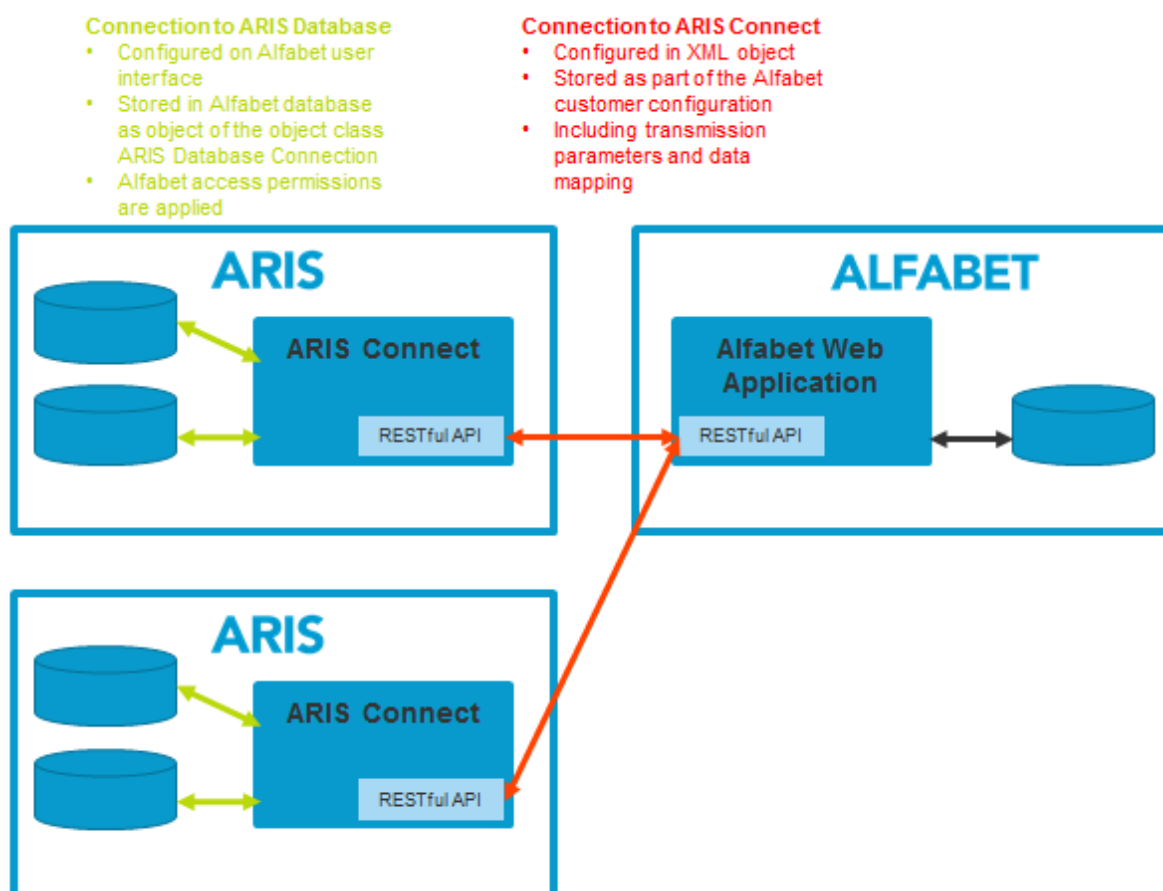 Connection to ARIS Database
• Configured on Alfabet user
interface
• Stored in Alfabet database
as object of the object class
ARIS Database Connection
• Alfabet access permissions
are applied
Connection to ARIS Connect
• Configured in XML object
• Stored as part of the Alfabet
customer configuration
• Including transmission
parameters and data
mapping
ARIS
ARIS Connect
RESTful API
ALFABET
Alfabet Web
Application
RESTful API
ARIS
ARIS Connect
RESTful API